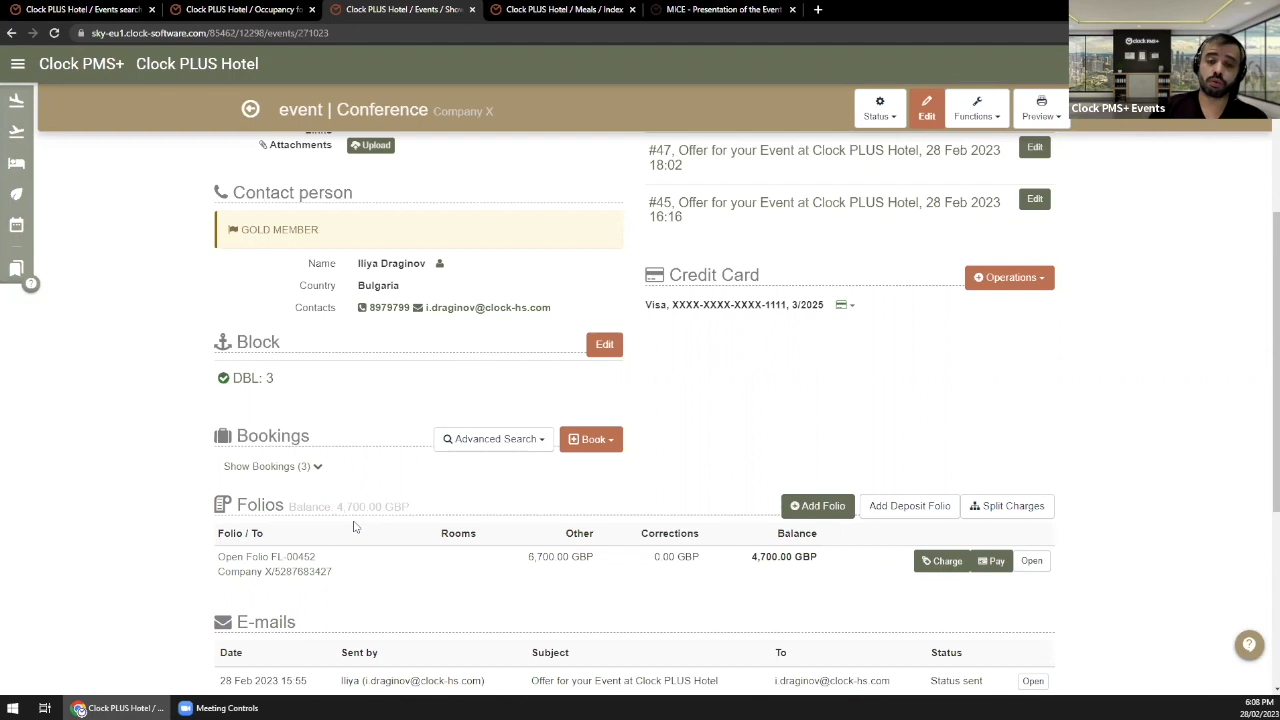 Clock PLUS Hotel / Events search
Clock PLUS Hotel / Occupancy fo
Clock PLUS Hotel / Events / Sho
Clock PLUS Hotel / Meals / Index
MICE - Presentation of the Event
sky-eu1.clock-software.com/85462/12298/events/271023
Clock PMS+ Clock PLUS Hotel
clock PMS+
Clock PMS+ Events
event | Conference Company X
Status
Edit
Functions
Preview
Attachments
Upload
#47, Offer for your Event at Clock PLUS Hotel, 28 Feb 2023
18:02
Edit
#45, Offer for your Event at Clock PLUS Hotel, 28 Feb 2023
16:16
Edit
Contact person
GOLD MEMBER
Name Iliya Draginov
Country Bulgaria
Contacts 8979799 i.draginov@clock-hs.com
Credit Card
Operations
Visa, XXXX-XXXX-XXXX-1111, 3/2025
Block
Edit
DBL: 3
Bookings
Advanced Search
Book
Show Bookings (3)
Folios Balance: 4,700.00 GBP
Add Folio
Add Deposit Folio
Split Charges
Folio / To Rooms Other Corrections Balance
Open Folio FL-00452 6,700.00 GBP 0.00 GBP 4,700.00 GBP
Company X/5287683427
Charge
Pay
Open
E-mails
Date Sent by Subject To Status
28 Feb 2023 15:55 Iliya (i.draginov@clock-hs.com) Offer for your Event at Clock PLUS Hotel i.draginov@clock-hs.com Status sent Open
Clock PLUS Hotel / ...
Meeting Controls
6:08 PM
28/02/2023